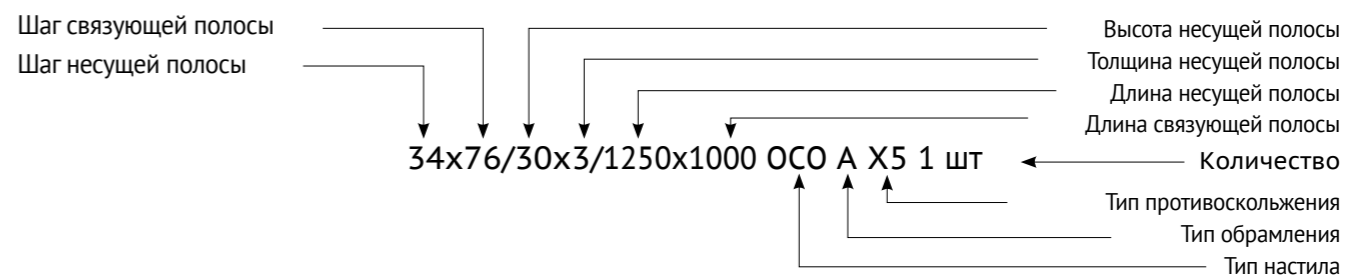 Шаг связующей полосы
Шаг несущей полосы
Высота несущей полосы
Толщина несущей полосы
Длина несущей полосы
Длина связующей полосы
34x76/30x3/1250x1000 ОСО А Х5 1 шт
Количество
Тип противоскольжения
Тип обрамления
Тип настила